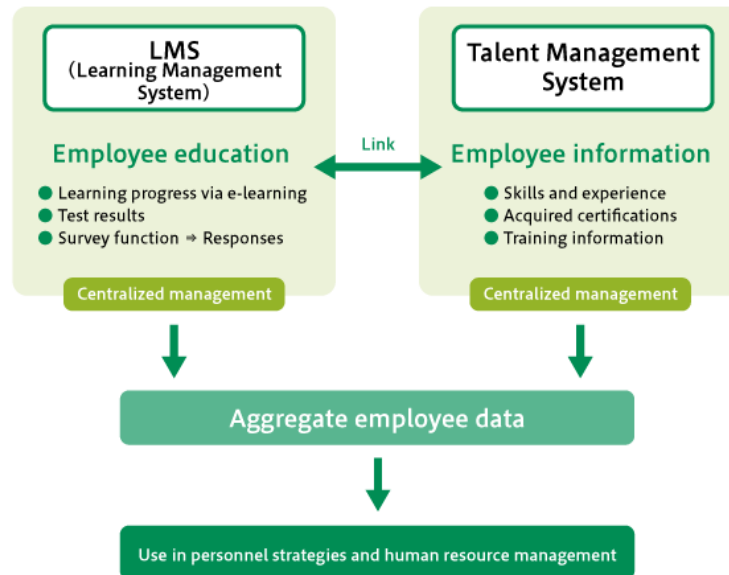 LMS
(Learning Management
System)
Employee education
● Learning progress via e-learning
● Test results
● Survey function ⇒ Responses
Centralized management
Link
Talent Management
System
Employee information
● Skills and experience
● Acquired certifications
● Training information
Centralized management
Aggregate employee data
Use in personnel strategies and human resource management